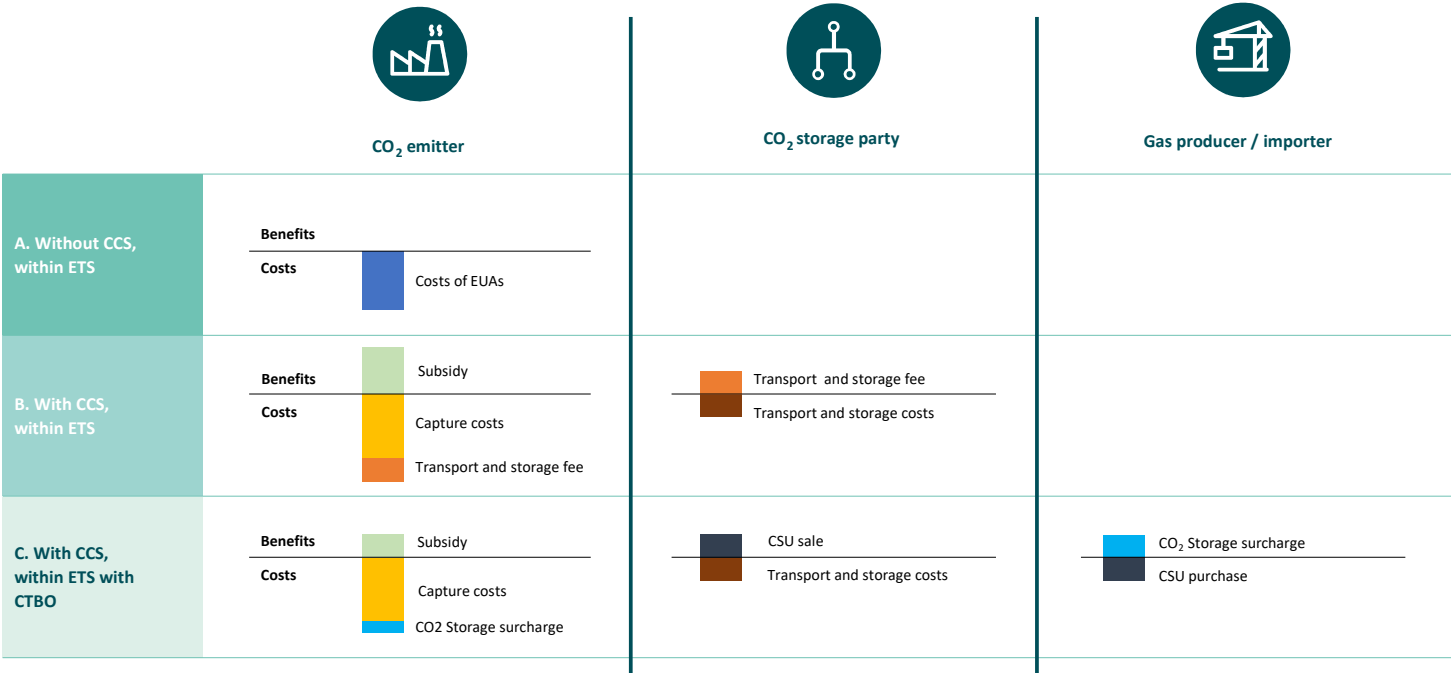 CO₂ emitter
CO₂ storage party
Gas producer / importer
A. Without CCS,
within ETS
Benefits
Costs
Costs of EUAs
B. With CCS,
within ETS
Benefits
Costs
Subsidy
Capture costs
Transport and storage fee
Transport and storage fee
Transport and storage costs
C. With CCS,
within ETS with
CTBO
Benefits
Costs
Subsidy
Capture costs
CO2 Storage surcharge
CSU sale
Transport and storage costs
CO₂ Storage surcharge
CSU purchase